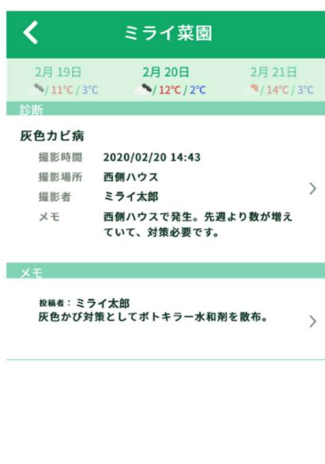 ミライ菜園
2月 19日 2月 20日 2月 21日
/ 11℃ / 3℃ / 12℃ / 2℃ / 14℃ / 3℃
診断
灰色カビ病
撮影時間 2020/02/20 14:43
撮影場所 西側ハウス
撮影者 ミライ太郎
メモ 西側ハウスで発生。先週より数が増え
ていて、対策必要です。
メモ
投稿者：ミライ太郎
灰色かび対策としてボトキラー水和剤を散布。